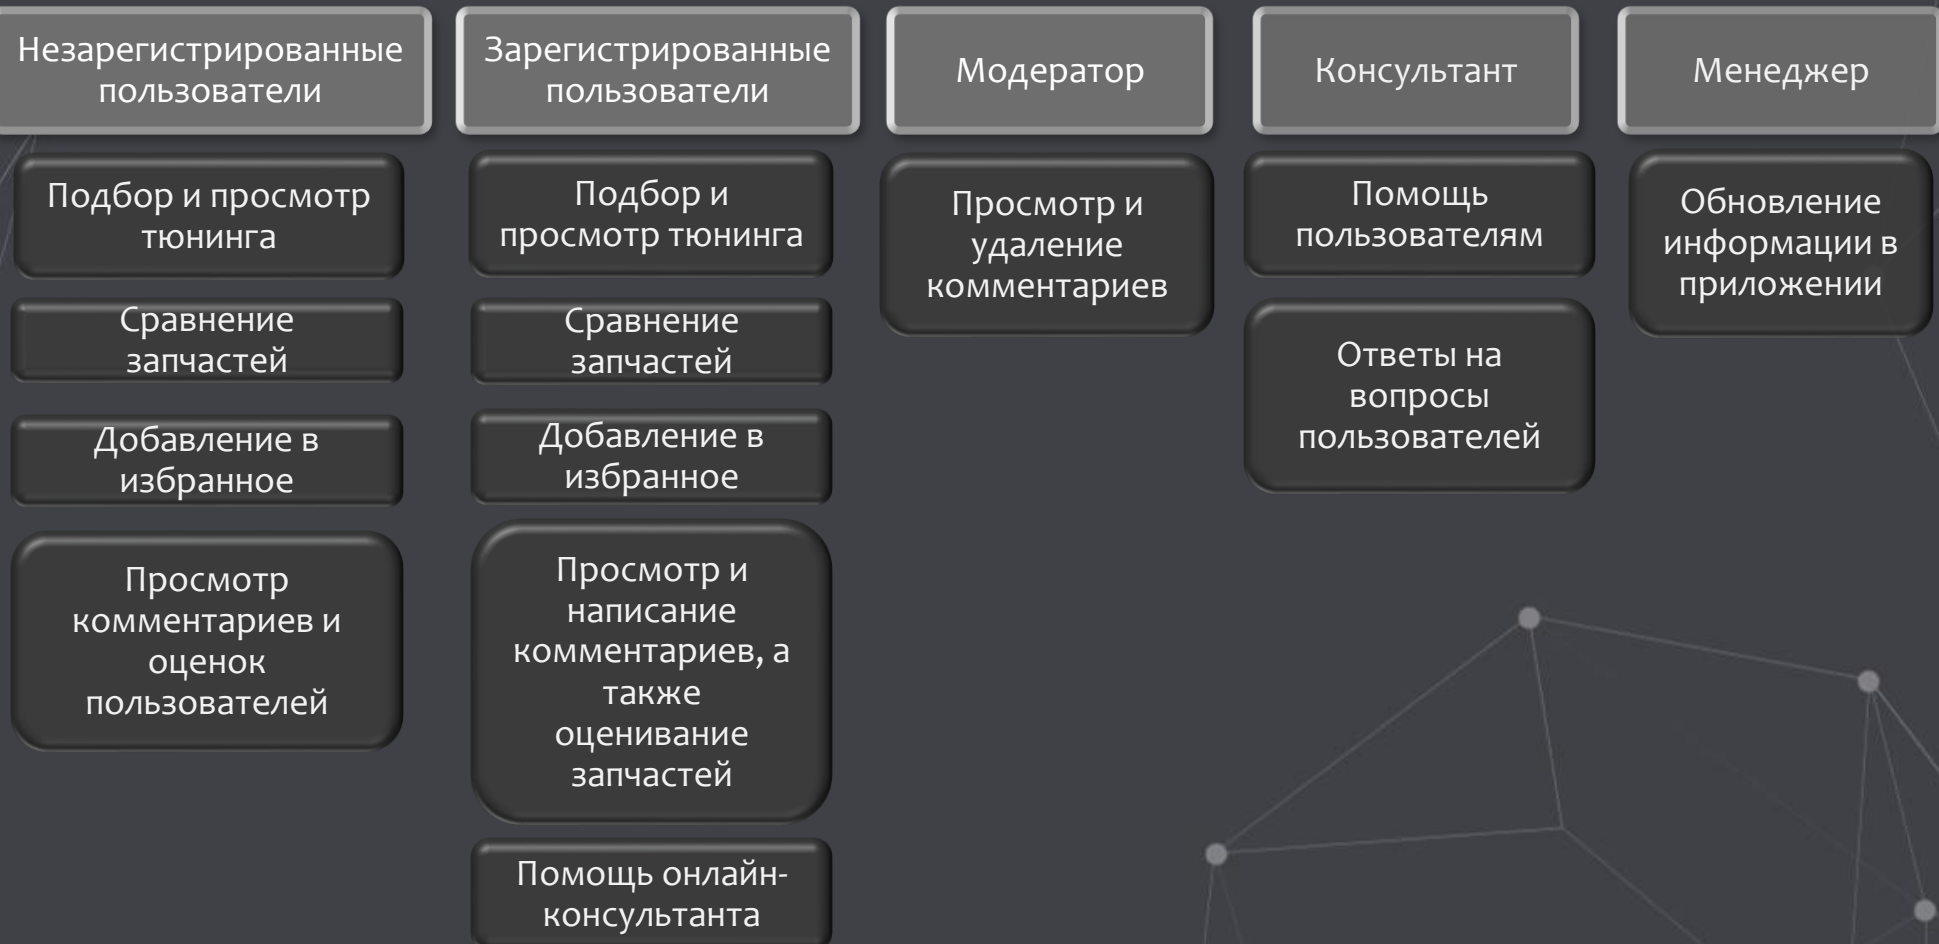 Незарегистрированные
пользователи
Подбор и просмотр
тюнинга
Сравнение
запчастей
Добавление в
избранное
Просмотр
комментариев и
оценок
пользователей
Зарегистрированные
пользователи
Подбор и
просмотр тюнинга
Сравнение
запчастей
Добавление в
избранное
Просмотр и
написание
комментариев, а
также
оценивание
запчастей
Помощь онлайн-
консультанта
Модератор
Просмотр и
удаление
комментариев
Консультант
Помощь
пользователям
Ответы на
вопросы
пользователей
Менеджер
Обновление
информации в
приложении